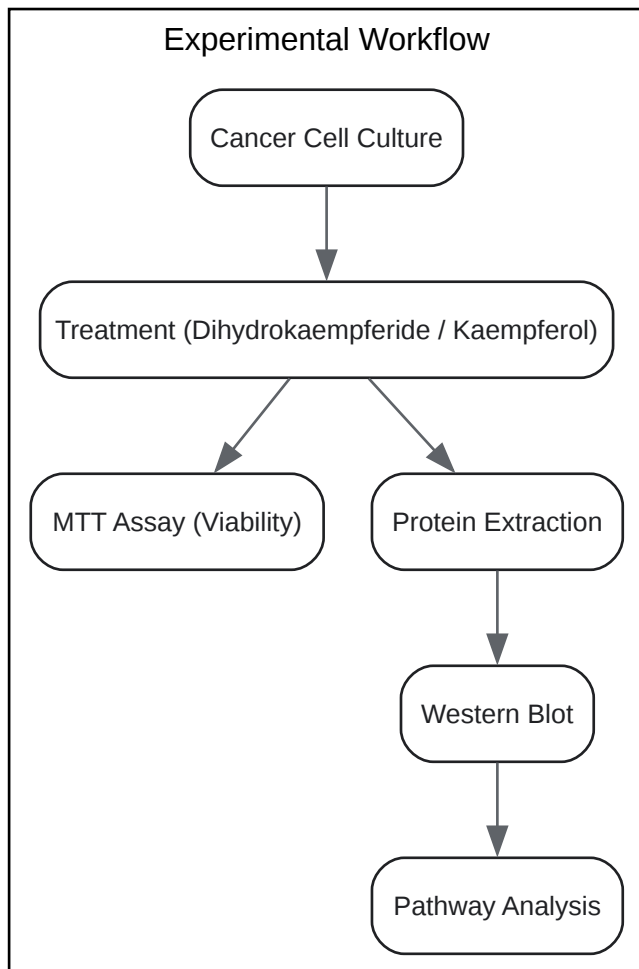 Experimental Workflow
Cancer Cell Culture
Treatment (Dihydrokaempferide / Kaempferol)
MTT Assay (Viability)
Protein Extraction
Western Blot
Pathway Analysis